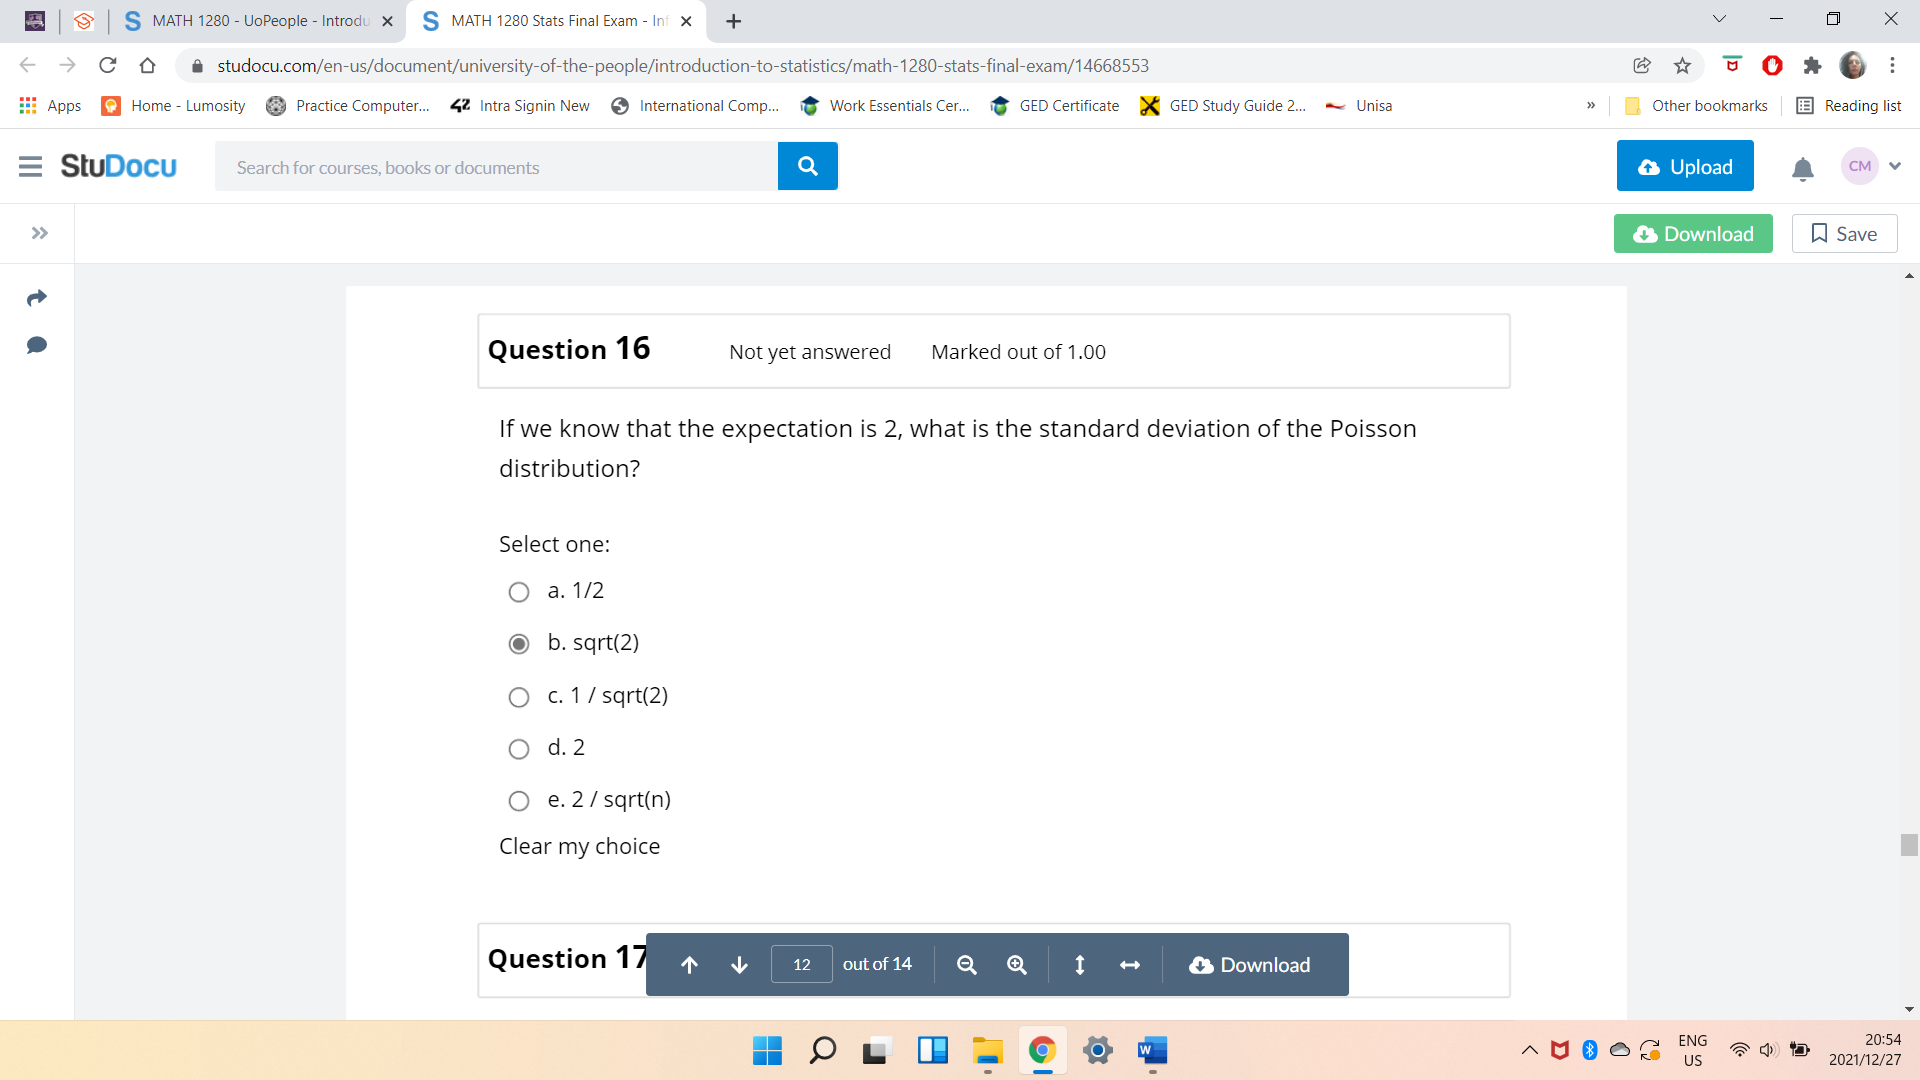 MATH 1280 - UoPeople - Introdu
MATH 1280 Stats Final Exam - Inf
studocu.com/en-us/document/university-of-the-people/introduction-to-statistics/math-1280-stats-final-exam/14668553
Apps
Home - Lumosity
Practice Computer...
Intra Signin New
International Comp...
Work Essentials Cer...
GED Certificate
GED Study Guide 2...
Unisa
»
Other bookmarks
Reading list
StuDocu
Search for courses, books or documents
Upload
CM
Download
Save
Question 16
Not yet answered
Marked out of 1.00
If we know that the expectation is 2, what is the standard deviation of the Poisson
distribution?
Select one:
a. 1/2
b. sqrt(2)
c. 1 / sqrt(2)
d. 2
e. 2 / sqrt(n)
Clear my choice
Question 17
12
out of 14
Download
ENG
US
20:54
2021/12/27